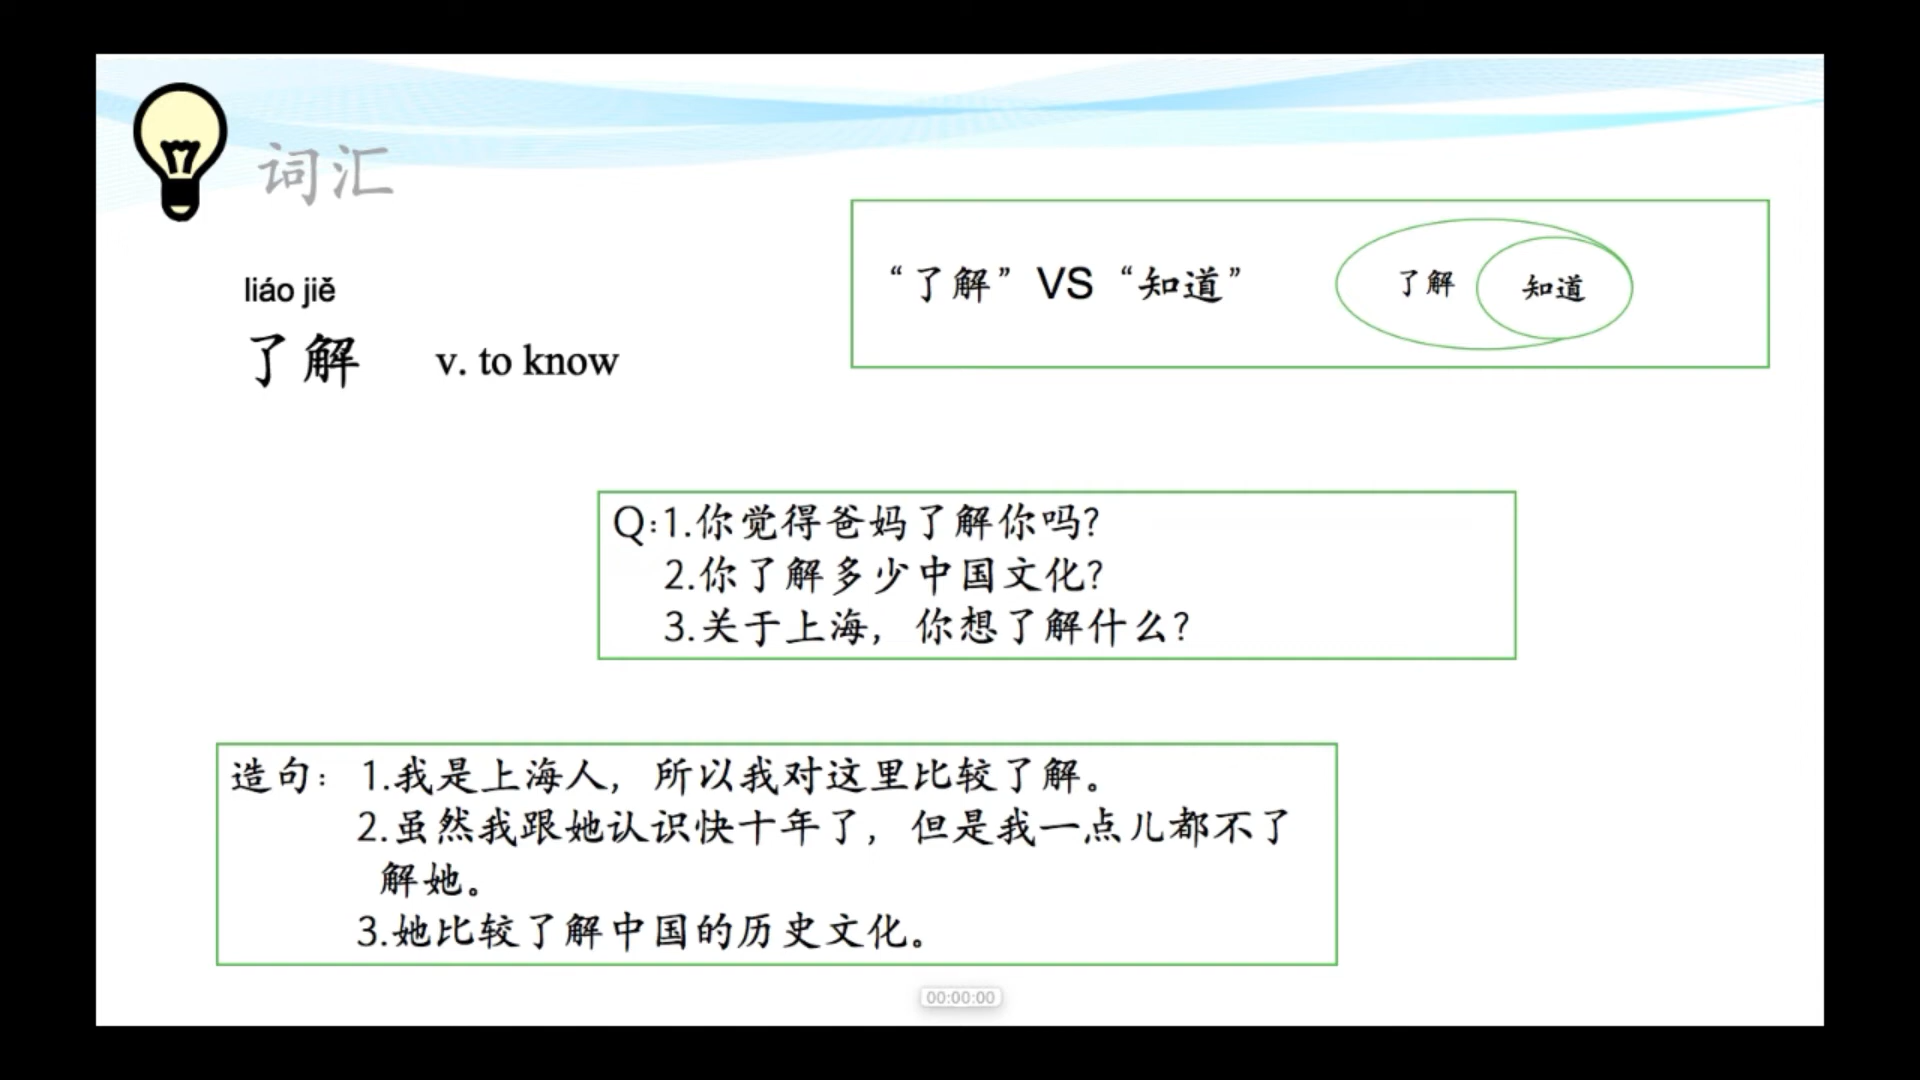 词汇
liáo jiě
了解 v. to know
“了解” VS “知道” 了解 知道
Q:1.你觉得爸妈了解你吗?
2.你了解多少中国文化?
3.关于上海，你想了解什么?
造句：1.我是上海人，所以我对这里比较了解。
2.虽然我跟她认识快十年了，但是我一点儿都不了
解她。
3.她比较了解中国的历史文化。
00:00:00